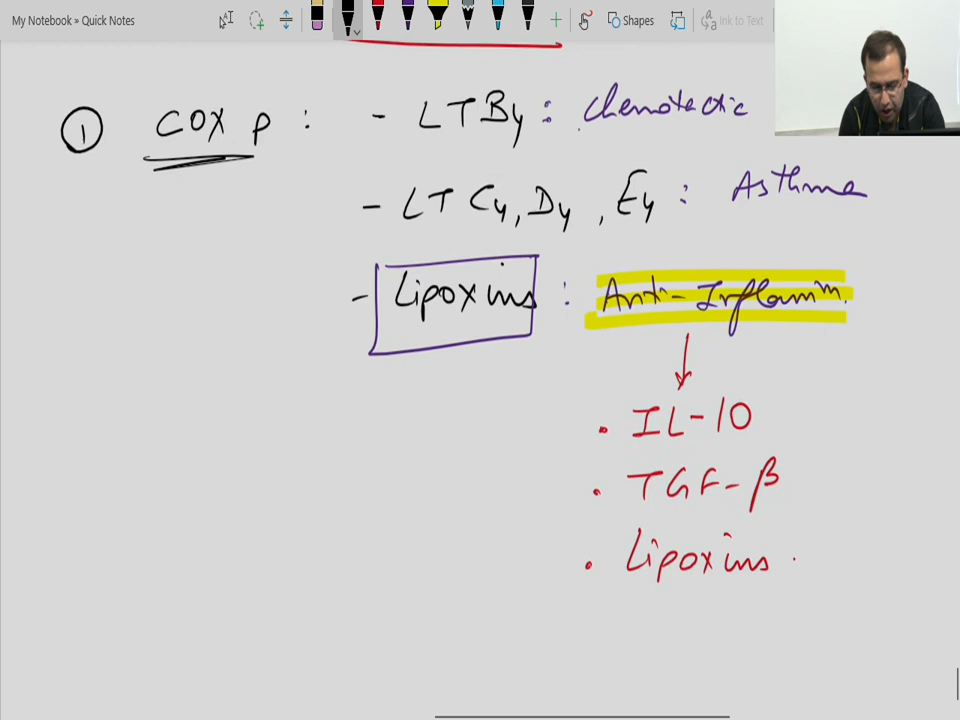 My Notebook » Quick Notes
Shapes
Ink to Text
① COX P : - LTB4 : Chemotactic
- LT C4, D4, E4 : Asthma
- Lipoxins : Anti-Inflamm.
• IL-10
• TGF-β
• Lipoxins